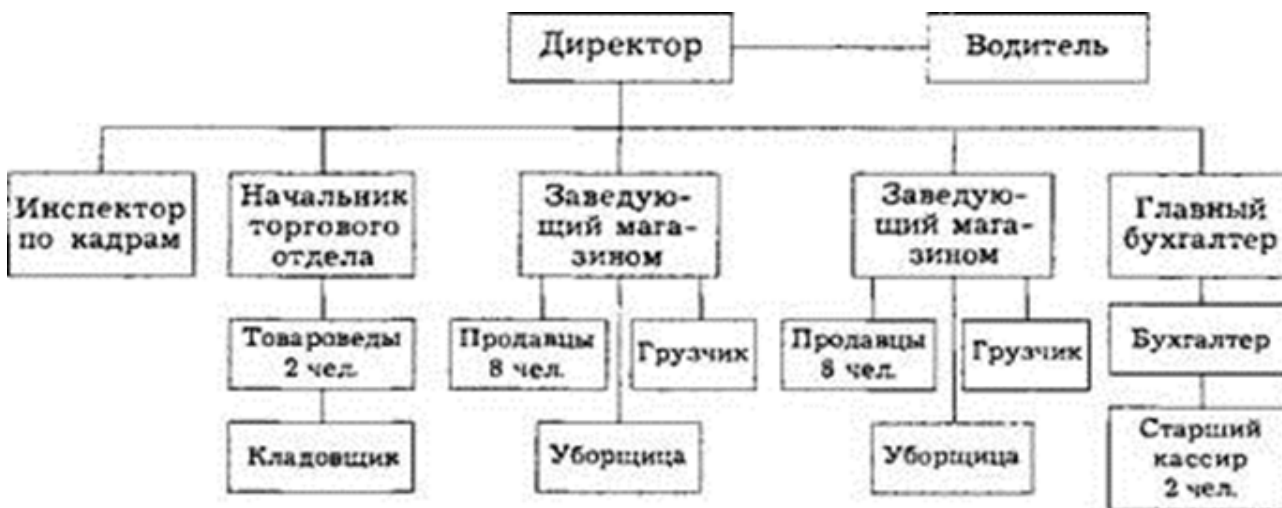 Директор
Водитель
Инспектор
по кадрам
Начальник
торгового
отдела
Заведую-
щий мага-
зином
Заведую-
щий мага-
зином
Главный
бухгалтер
Товароведы
2 чел.
Продавцы
8 чел.
Грузчик
Продавцы
8 чел.
Грузчик
Бухгалтер
Кладовщик
Уборщица
Уборщица
Старший
кассир
2 чел.